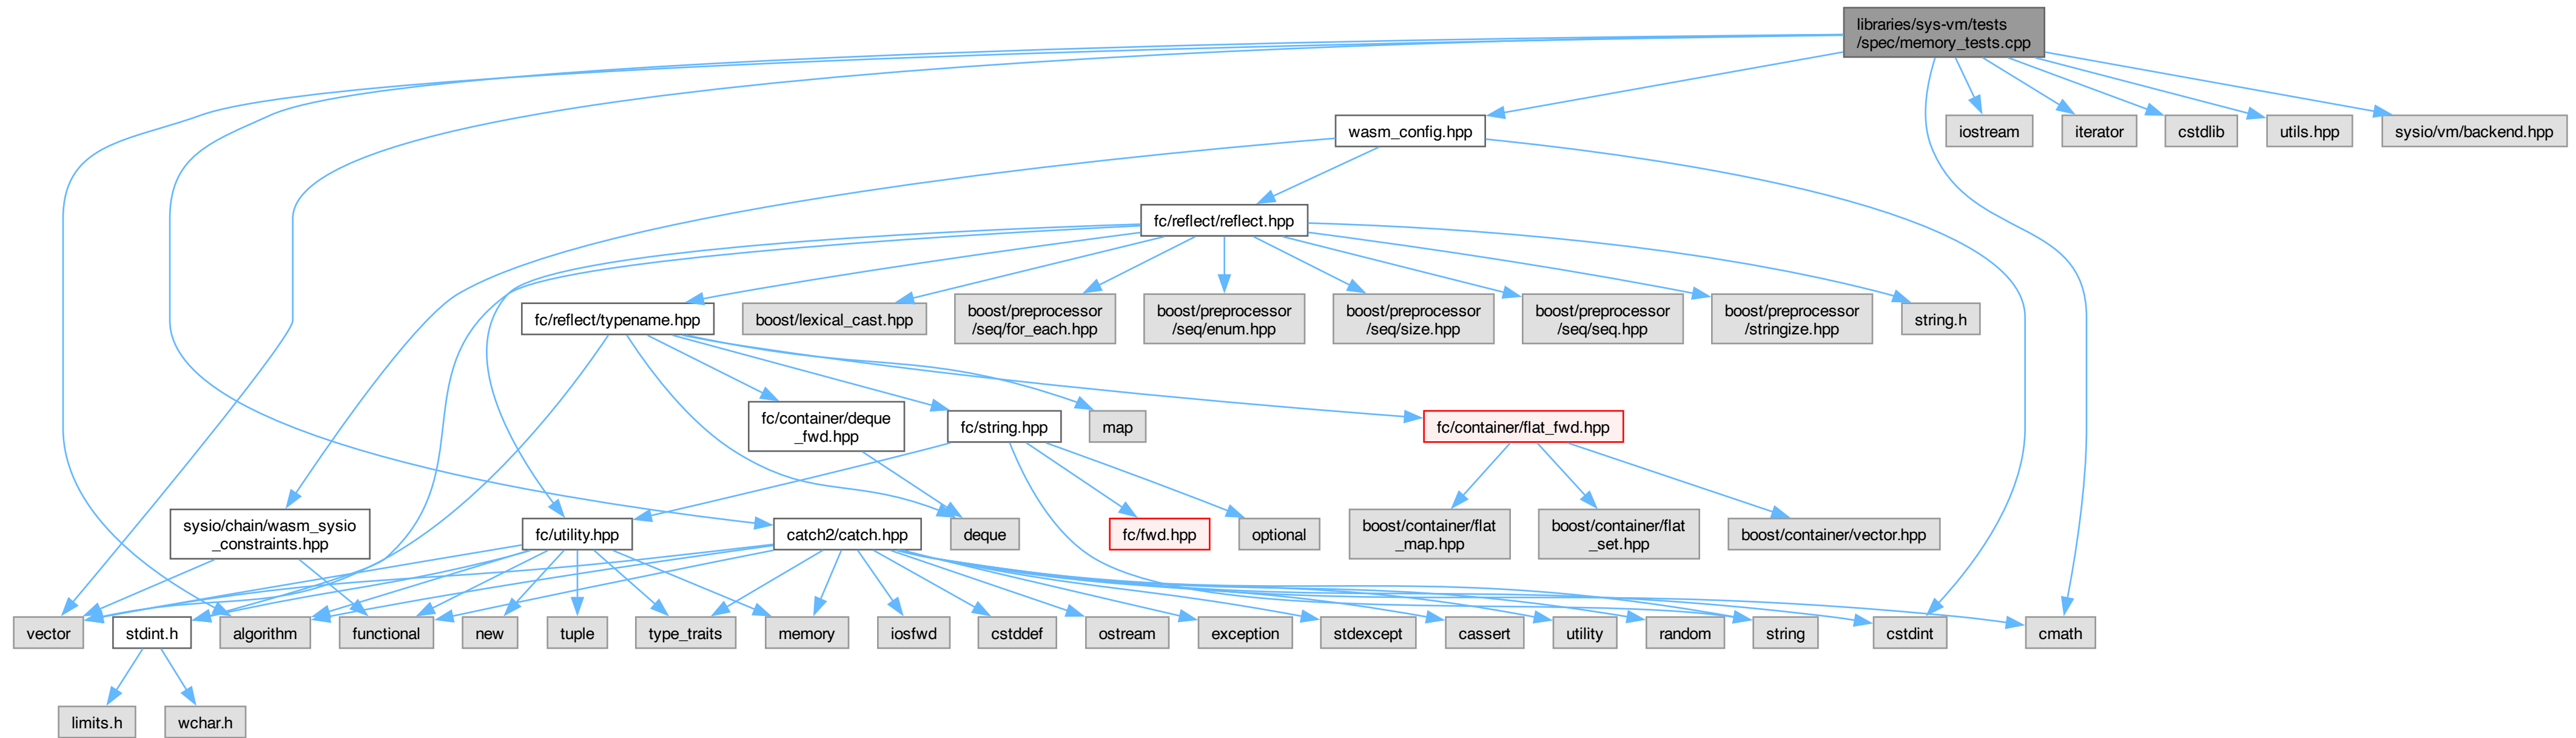 libraries/sys-vm/tests
/spec/memory_tests.cpp
wasm_config.hpp
iostream
iterator
cstdlib
utils.hpp
sysio/vm/backend.hpp
fc/reflect/reflect.hpp
fc/reflect/typename.hpp
boost/lexical_cast.hpp
boost/preprocessor
/seq/for_each.hpp
boost/preprocessor
/seq/enum.hpp
boost/preprocessor
/seq/size.hpp
boost/preprocessor
/seq/seq.hpp
boost/preprocessor
/stringize.hpp
string.h
fc/container/deque
_fwd.hpp
fc/string.hpp
map
fc/container/flat_fwd.hpp
sysio/chain/wasm_sysio
_constraints.hpp
fc/utility.hpp
catch2/catch.hpp
deque
fc/fwd.hpp
optional
boost/container/flat
_map.hpp
boost/container/flat
_set.hpp
boost/container/vector.hpp
vector
stdint.h
algorithm
functional
new
tuple
type_traits
memory
iosfwd
cstddef
ostream
exception
stdexcept
cassert
utility
random
string
cstdint
cmath
limits.h
wchar.h